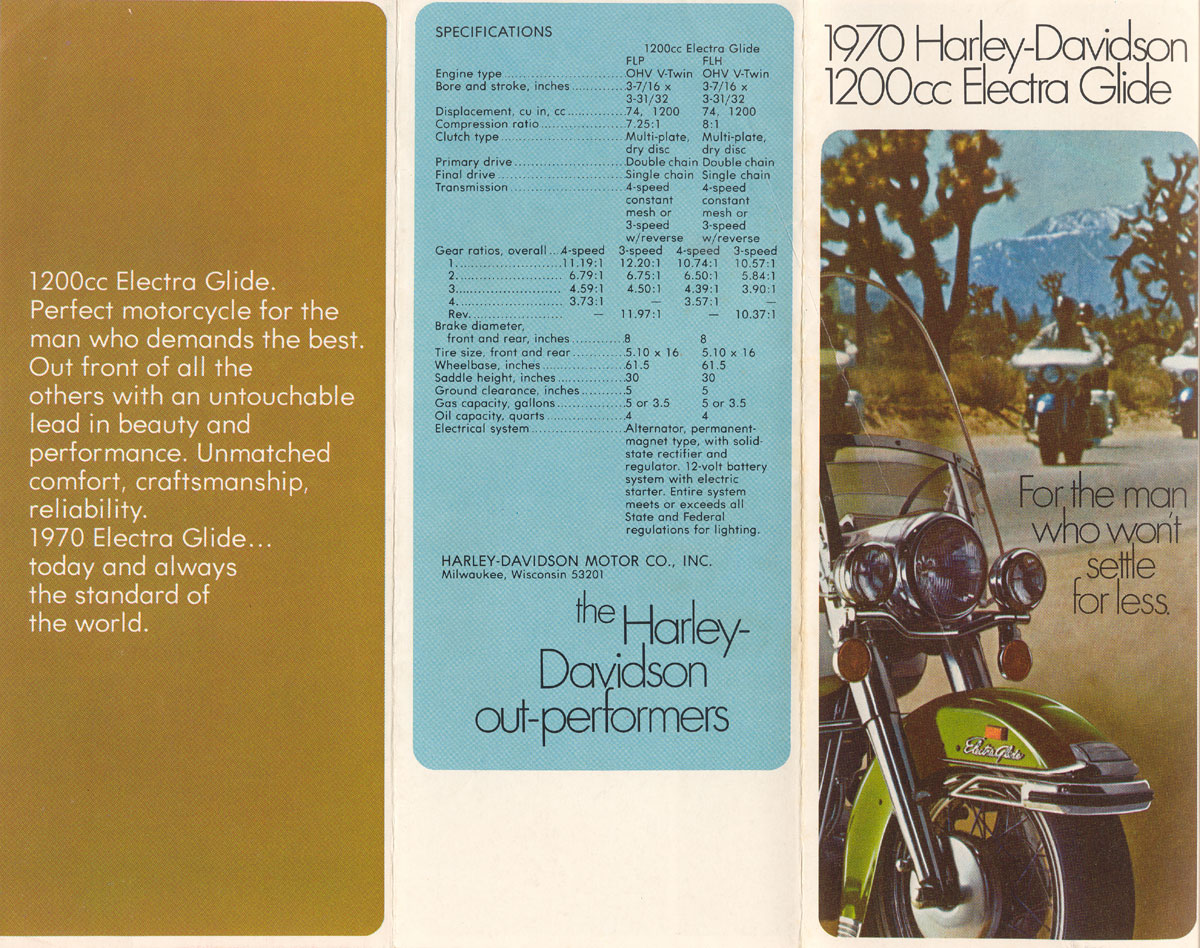 1200cc Electra Glide.
Perfect motorcycle for the
man who demands the best.
Out front of all the
others with an untouchable
lead in beauty and
performance. Unmatched
comfort, craftsmanship,
reliability.
1970 Electra Glide...
today and always
the standard of
the world.
SPECIFICATIONS
1200cc Electra Glide
FLP FLH
Engine type OHV V-Twin OHV V-Twin
Bore and stroke, inches 3-7/16 x 3-7/16 x
3-31/32 3-31/32
Displacement, cu in, cc 74, 1200 74, 1200
Compression ratio 7.25:1 8:1
Clutch type Multi-plate, Multi-plate,
dry disc dry disc
Primary drive Double chain Double chain
Final drive Single chain Single chain
Transmission 4-speed 4-speed
constant constant
mesh or mesh or
3-speed 3-speed
w/reverse w/reverse
Gear ratios, overall 4-speed 3-speed 4-speed 3-speed
1. 11.19:1 12.20:1 10.74:1 10.57:1
2. 6.79:1 6.75:1 6.50:1 5.84:1
3. 4.59:1 4.50:1 4.39:1 3.90:1
4. 3.73:1 — 3.57:1 —
Rev. — 11.97:1 — 10.37:1
Brake diameter,
front and rear, inches 8 8
Tire size, front and rear 5.10 x 16 5.10 x 16
Wheelbase, inches 61.5 61.5
Saddle height, inches 30 30
Ground clearance, inches 5 5
Gas capacity, gallons 5 or 3.5 5 or 3.5
Oil capacity, quarts 4 4
Electrical system Alternator, permanent-
magnet type, with solid-
state rectifier and
regulator. 12-volt battery
system with electric
starter. Entire system
meets or exceeds all
State and Federal
regulations for lighting.
HARLEY-DAVIDSON MOTOR CO., INC.
Milwaukee, Wisconsin 53201
the Harley-
Davidson
out-performers
1970 Harley-Davidson
1200cc Electra Glide
For the man
who won't
settle
for less.
Electra Glide